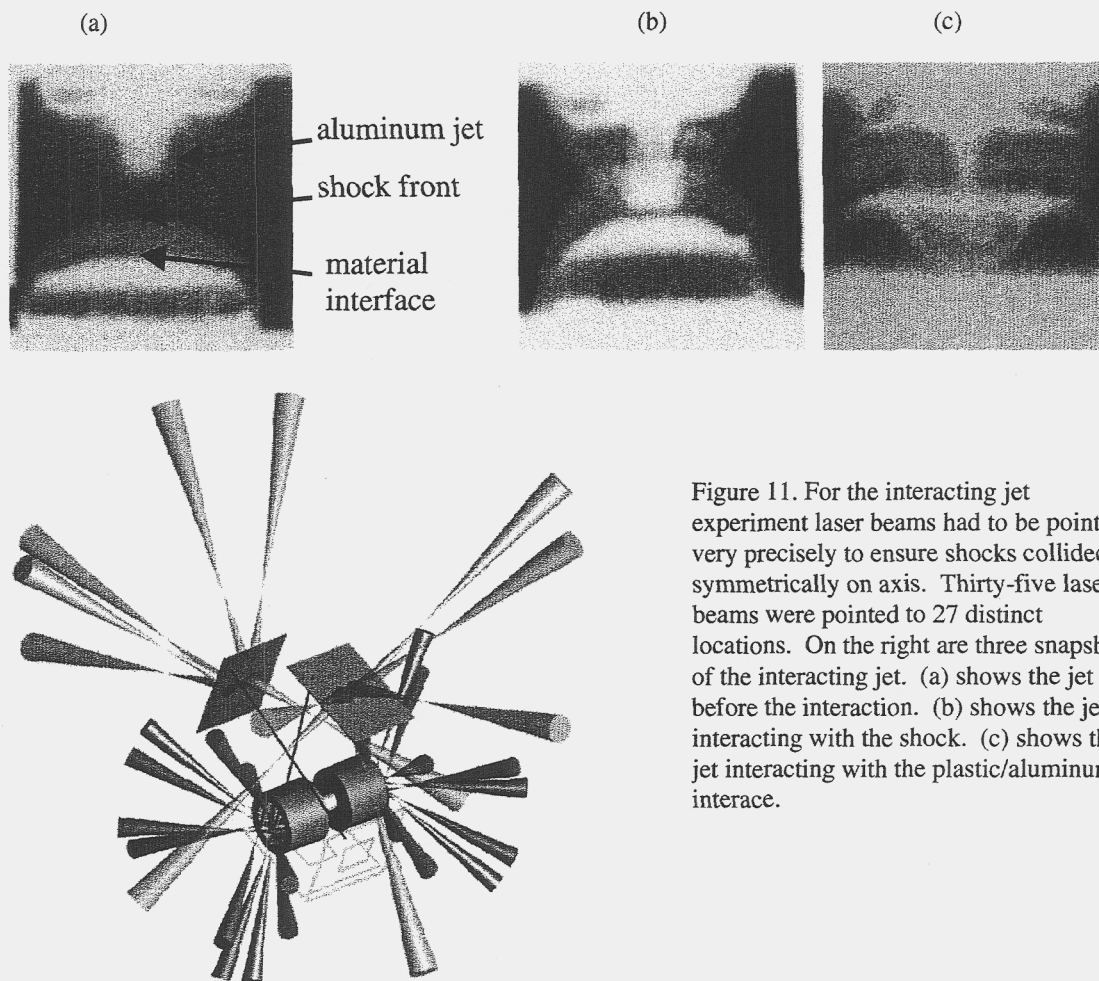 (a)
(b)
(c)
aluminum jet
shock front
material
interface
Figure 11. For the interacting jet
experiment laser beams had to be point
very precisely to ensure shocks collided
symmetrically on axis. Thirty-five lase
beams were pointed to 27 distinct
locations. On the right are three snapsh
of the interacting jet. (a) shows the jet
before the interaction. (b) shows the je
interacting with the shock. (c) shows th
jet interacting with the plastic/aluminum
interace.